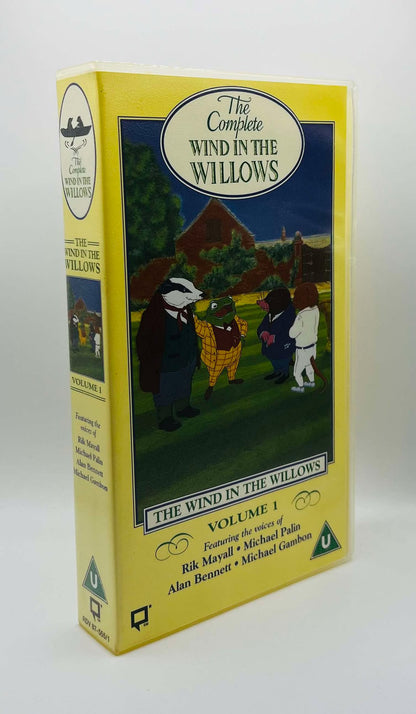 The
Complete
WIND IN THE
WILLOWS
THE WIND IN THE WILLOWS
VOLUME 1
Featuring the voices of
Rik Mayall • Michael Palin
Alan Bennett • Michael Gambon
U
The
Complete
WIND IN THE
WILLOWS
THE
WIND IN THE
WILLOWS
VOLUME 1
Featuring the
voices of
Rik Mayall
Michael Palin
Alan Bennett
Michael Gambon
U